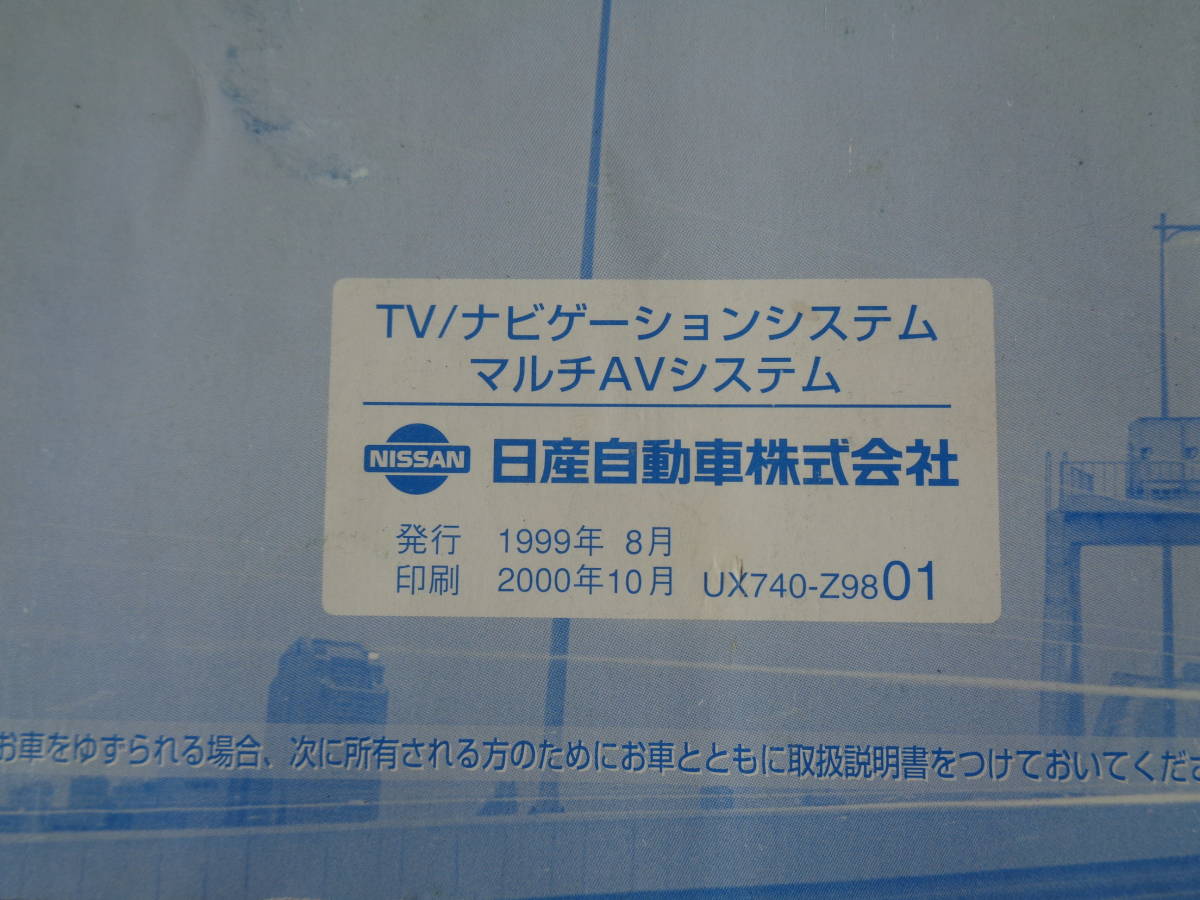 TV/ナビゲーションシステム
マルチAVシステム
NISSAN 日産自動車株式会社
発行 1999年 8月
印刷 2000年10月 UX740-Z9801
お車をゆずられる場合、次に所有される方のためにお車とともに取扱説明書をつけておいてくださ